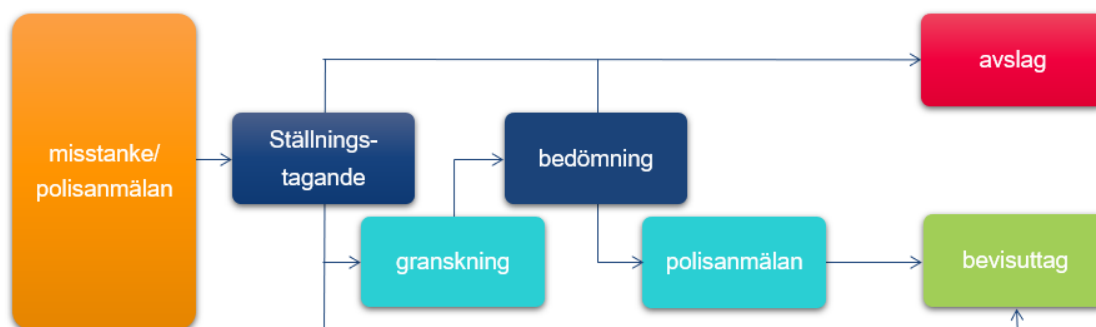 misstanke/
polisanmälan
Ställnings-
tagande
granskning
bedömning
polisanmälan
avslag
bevisuttag